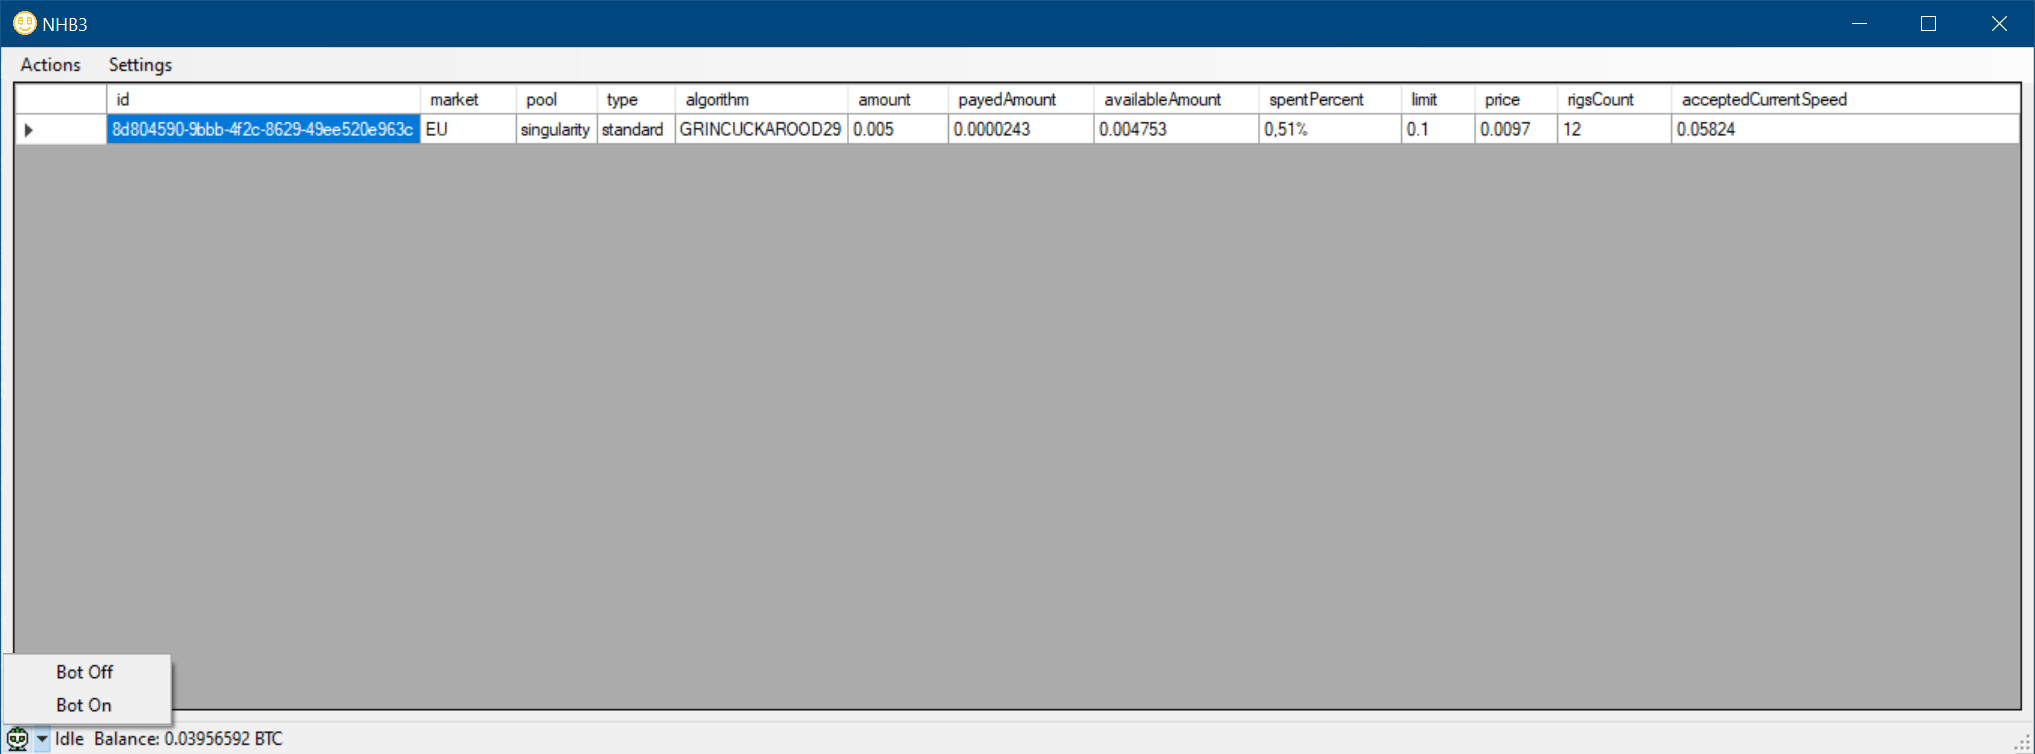 NHB3
Actions Settings
id market pool type algorithm amount payedAmount availableAmount spentPercent limit price rigsCount acceptedCurrentSpeed
8d804590-9bbb-4f2c-8629-49ee520e963c EU singularity standard GRINCUCKAROOD29 0.005 0.0000243 0.004753 0,51% 0.1 0.0097 12 0.05824
Bot Off
Bot On
Idle Balance: 0.03956592 BTC